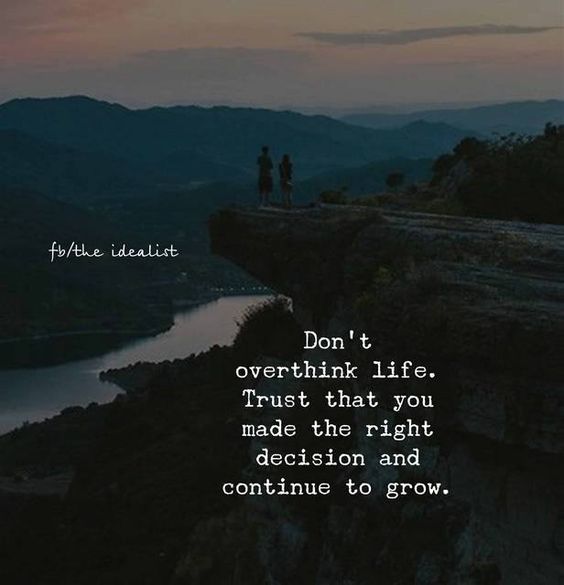 fb/the idealist
Don't
overthink life.
Trust that you
made the right
decision and
continue to grow.